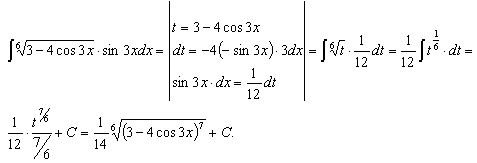 ∫ ⁶√(3 − 4 cos 3x) · sin 3x dx = | t = 3 − 4 cos 3x
dt = −4(−sin 3x) · 3dx
sin 3x · dx = 1/12 dt | = ∫ ⁶√t · 1/12 dt = 1/12 ∫ t^(1/6) · dt =
1/12 · t^(7/6) / (7/6) + C = 1/14 ⁶√((3 − 4 cos 3x)⁷) + C.